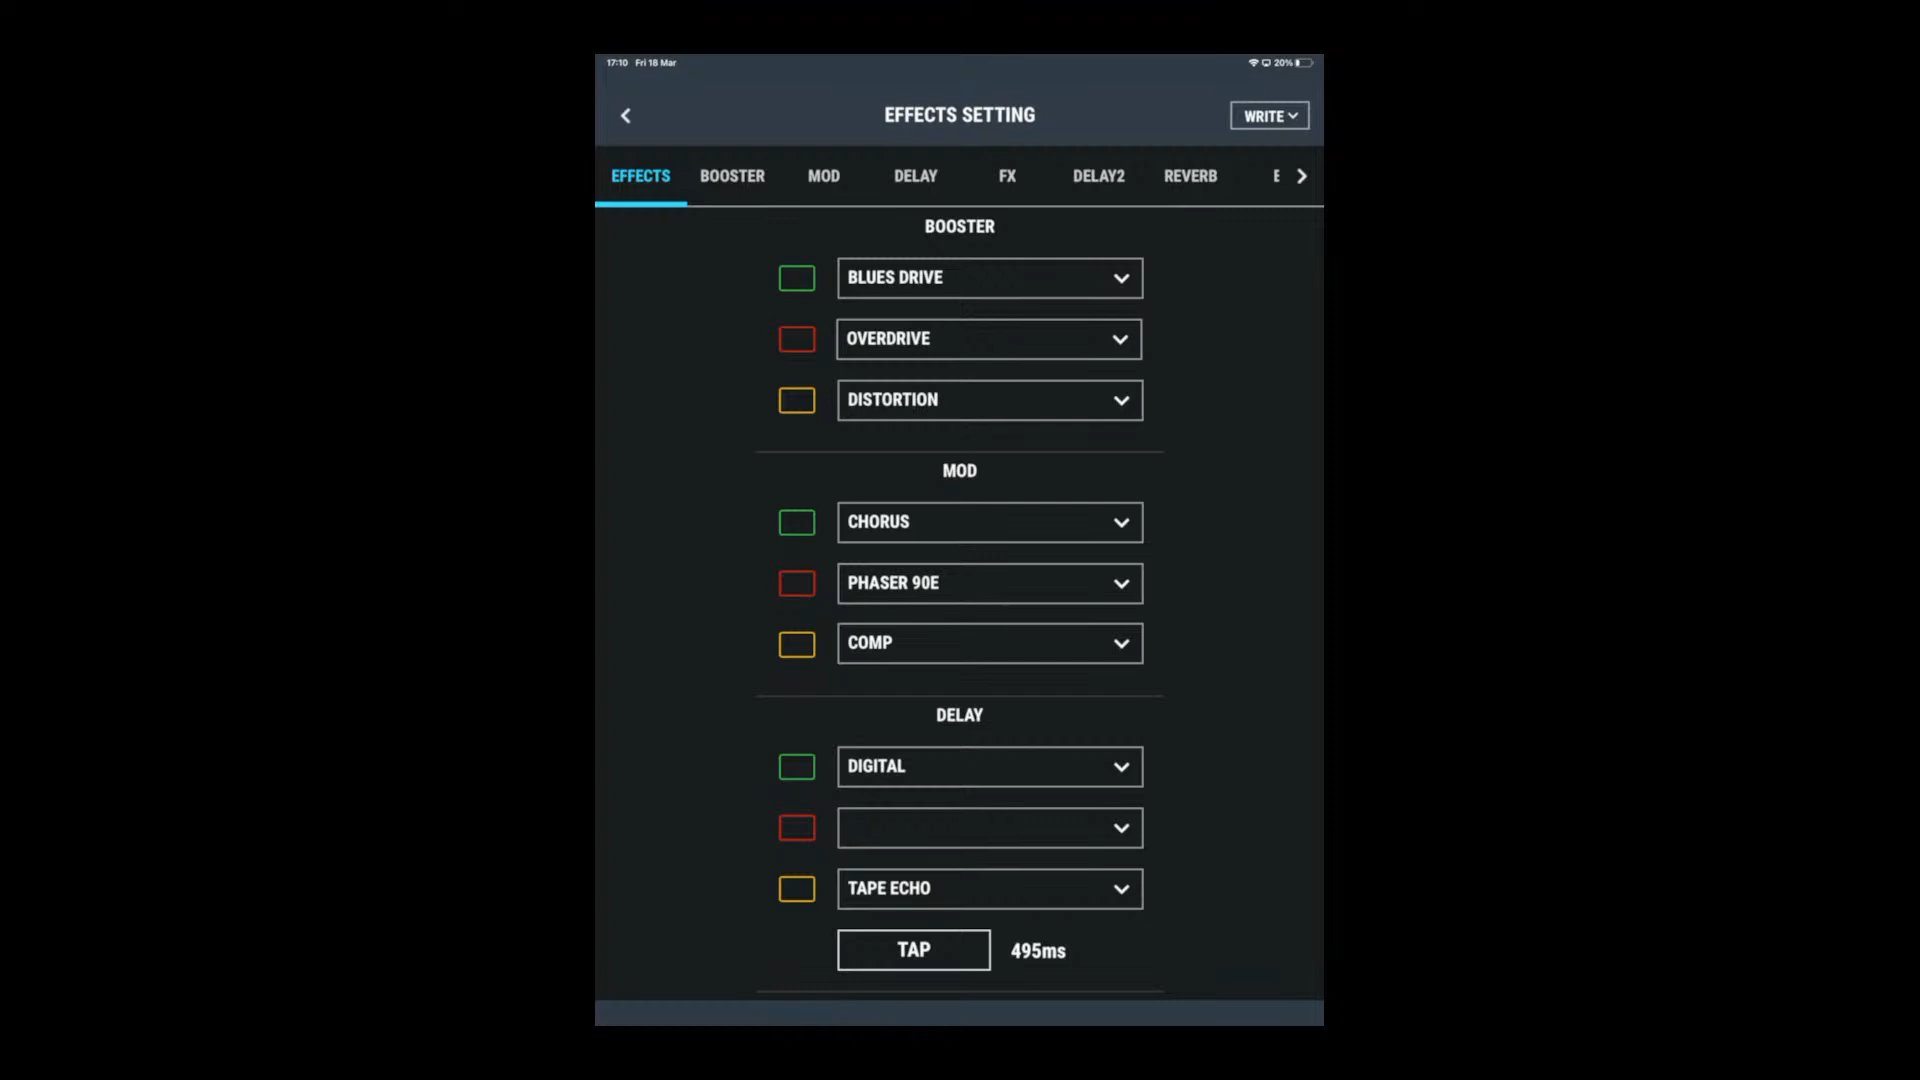 17:10 Fri 18 Mar
20%
EFFECTS SETTING
WRITE
EFFECTS BOOSTER MOD DELAY FX DELAY2 REVERB E
BOOSTER
BLUES DRIVE
OVERDRIVE
DISTORTION
MOD
CHORUS
PHASER 90E
COMP
DELAY
DIGITAL
TAPE ECHO
TAP 495ms